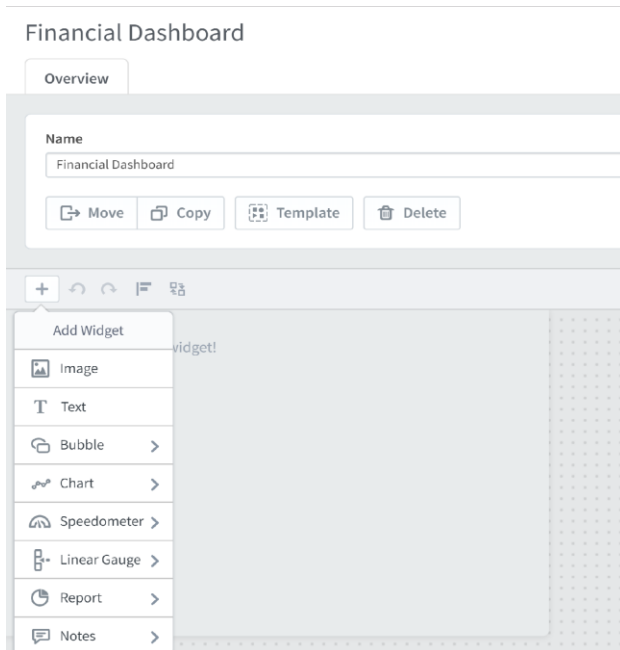 Financial Dashboard
Overview
Name
Financial Dashboard
Move Copy Template Delete
Add Widget
widget!
Image
T Text
Bubble
Chart
Speedometer
Linear Gauge
Report
Notes